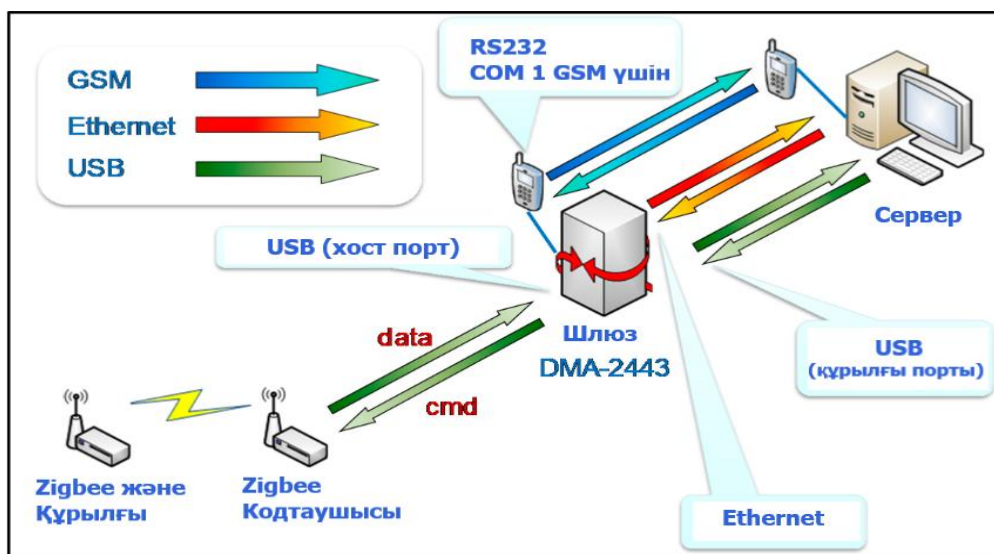 GSM
Ethernet
USB
RS232
COM 1 GSM үшін
Сервер
USB (хост порт)
Шлюз
DMA-2443
data
cmd
USB
(құрылғы порты)
Zigbee және
Құрылғы
Zigbee
Кодтаушысы
Ethernet